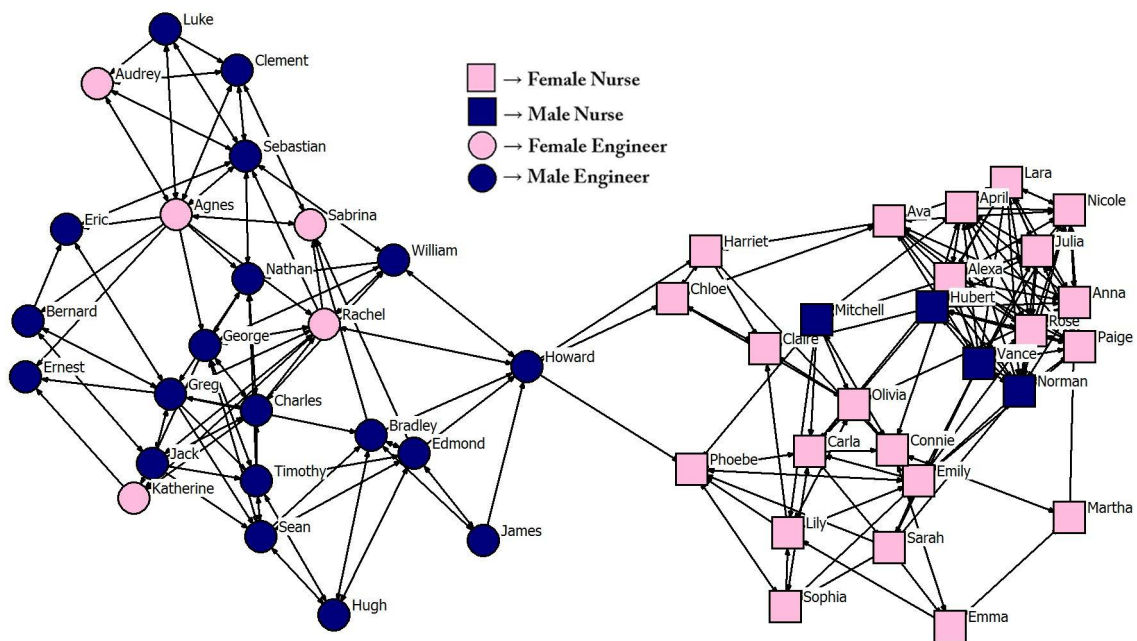 Luke
Clement
Audrey
→ Female Nurse
→ Male Nurse
→ Female Engineer
→ Male Engineer
Sebastian
Lara
Agnes
Sabrina
Eric
Ava
April
Nicole
Harriet
Julia
William
Nathan
Alexa
Chloe
Hubert
Anna
Bernard
Rachel
Mitchell
Rose
George
Paige
Claire
Howard
Vance
Ernest
Greg
Norman
Charles
Olivia
Bradley
Edmond
Carla
Connie
Jack
Phoebe
Emily
Timothy
Katherine
Martha
Sean
James
Lily
Sarah
Hugh
Sophia
Emma